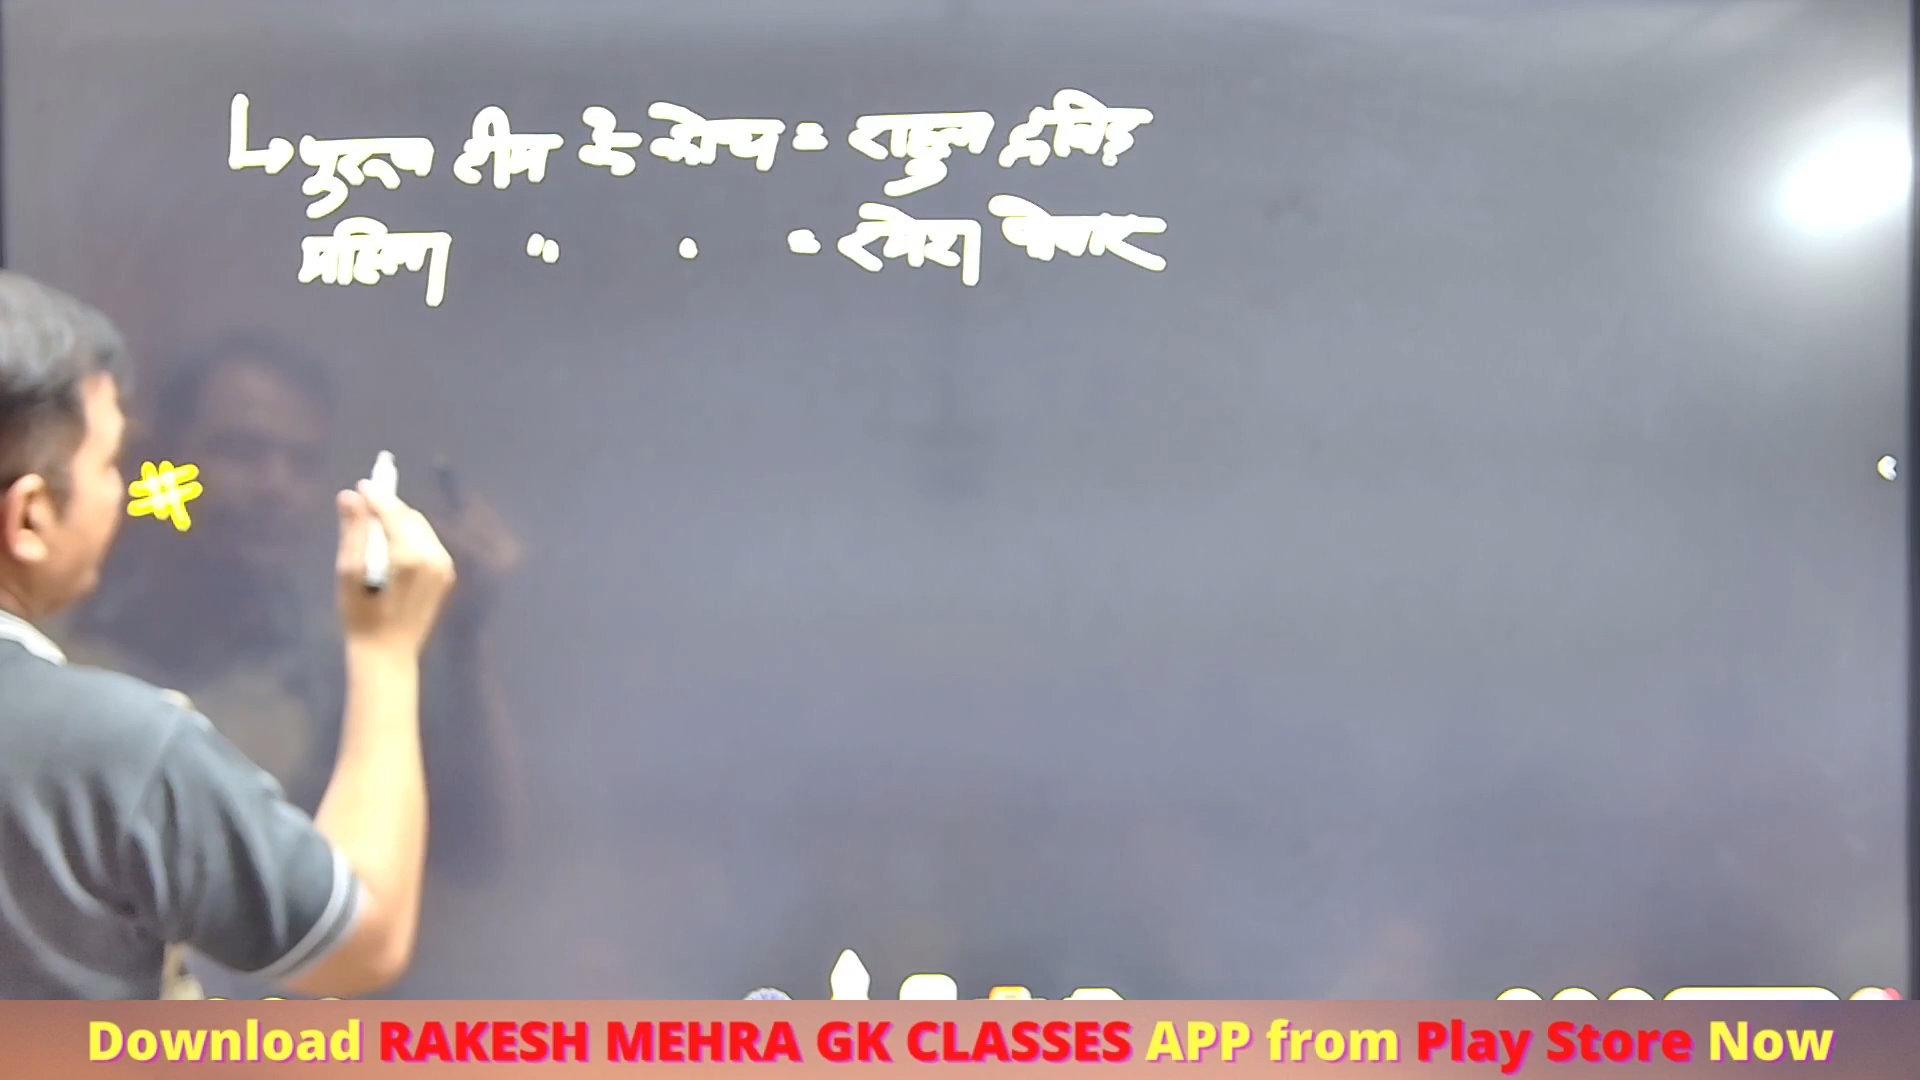 ↳ पुरूष टीम के कोच = राहुल द्रविड़
महिला " " = रमेश पोवार
#
Download RAKESH MEHRA GK CLASSES APP from Play Store Now